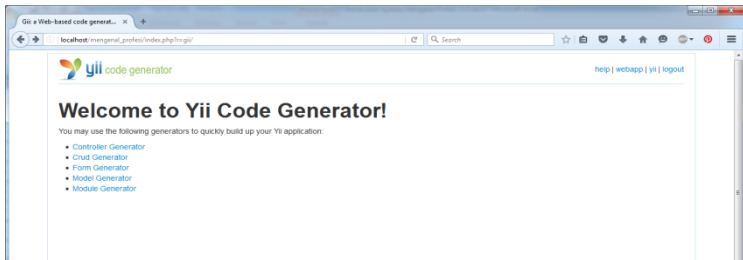 Gii: a Web-based code generat...
localhost/mengenal_profesi/index.php?r=gii/
Search
yii code generator
help | webapp | yii | logout
Welcome to Yii Code Generator!
You may use the following generators to quickly build up your Yii application:
Controller Generator
Crud Generator
Form Generator
Model Generator
Module Generator